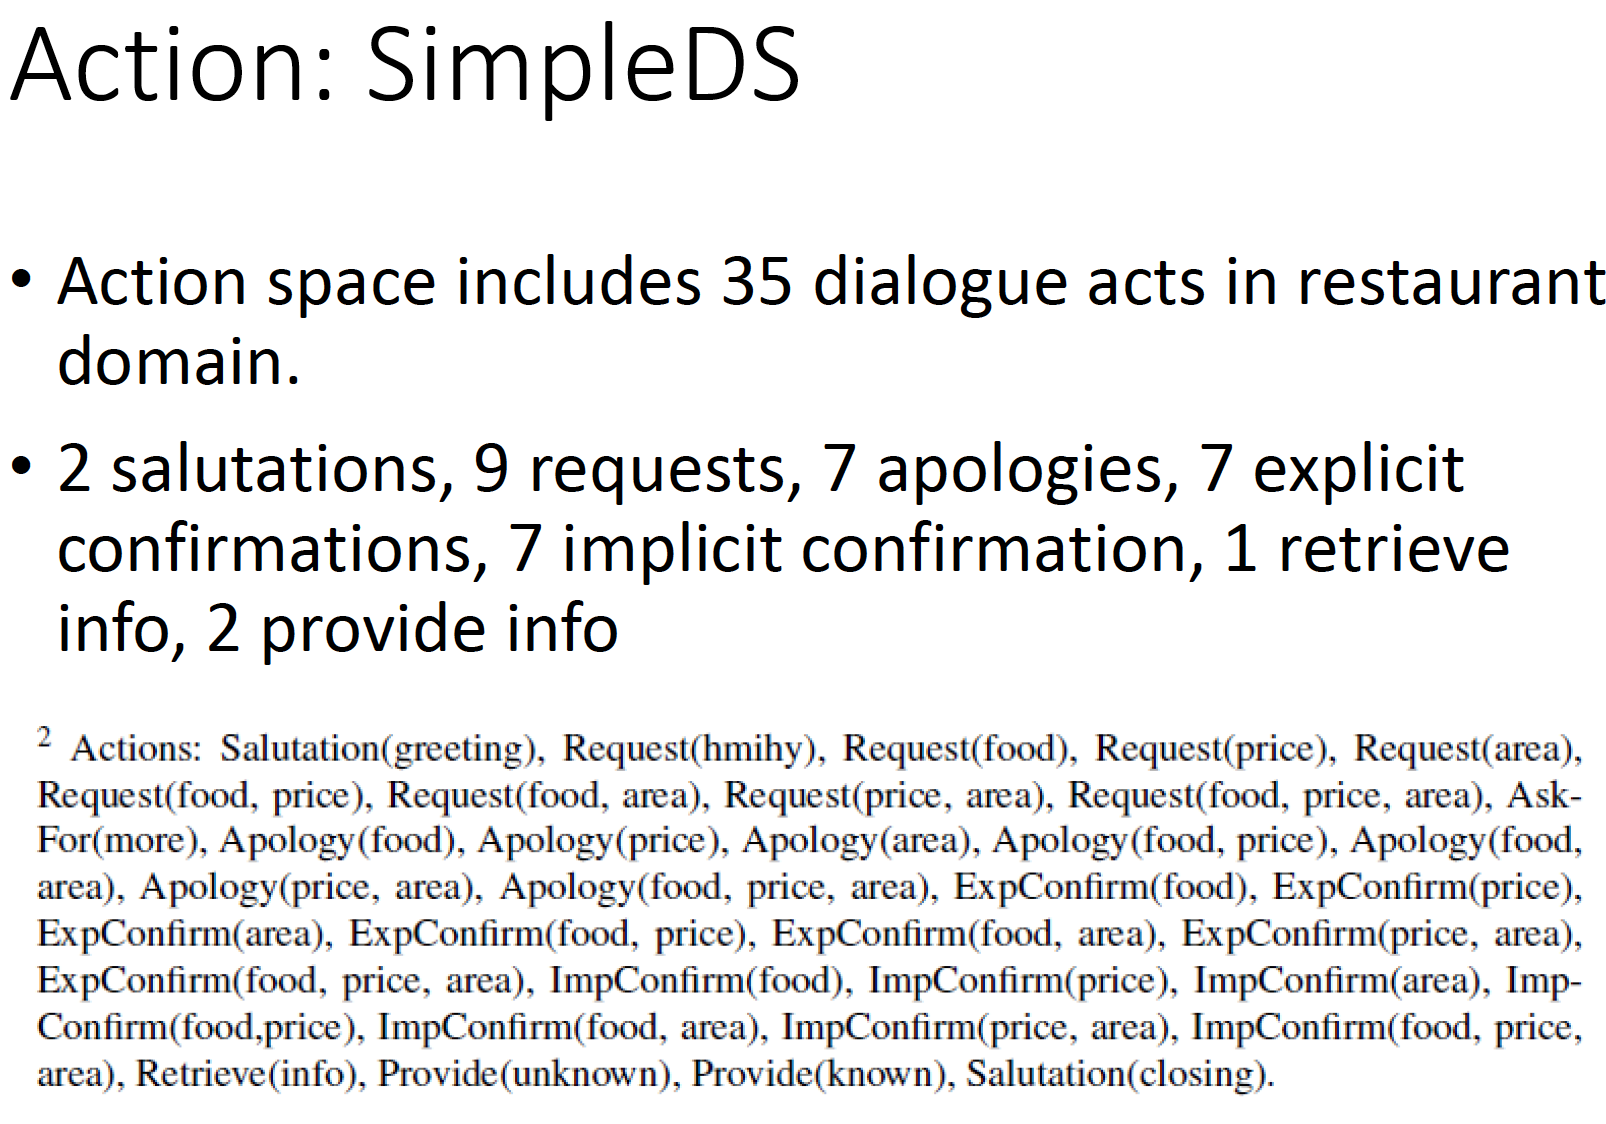 Action: SimpleDS
• Action space includes 35 dialogue acts in restaurant
domain.
• 2 salutations, 9 requests, 7 apologies, 7 explicit
confirmations, 7 implicit confirmation, 1 retrieve
info, 2 provide info
2 Actions: Salutation(greeting), Request(hmihy), Request(food), Request(price), Request(area),
Request(food, price), Request(food, area), Request(price, area), Request(food, price, area), Ask-
For(more), Apology(food), Apology(price), Apology(area), Apology(food, price), Apology(food,
area), Apology(price, area), Apology(food, price, area), ExpConfirm(food), ExpConfirm(price),
ExpConfirm(area), ExpConfirm(food, price), ExpConfirm(food, area), ExpConfirm(price, area),
ExpConfirm(food, price, area), ImpConfirm(food), ImpConfirm(price), ImpConfirm(area), Imp-
Confirm(food,price), ImpConfirm(food, area), ImpConfirm(price, area), ImpConfirm(food, price,
area), Retrieve(info), Provide(unknown), Provide(known), Salutation(closing).